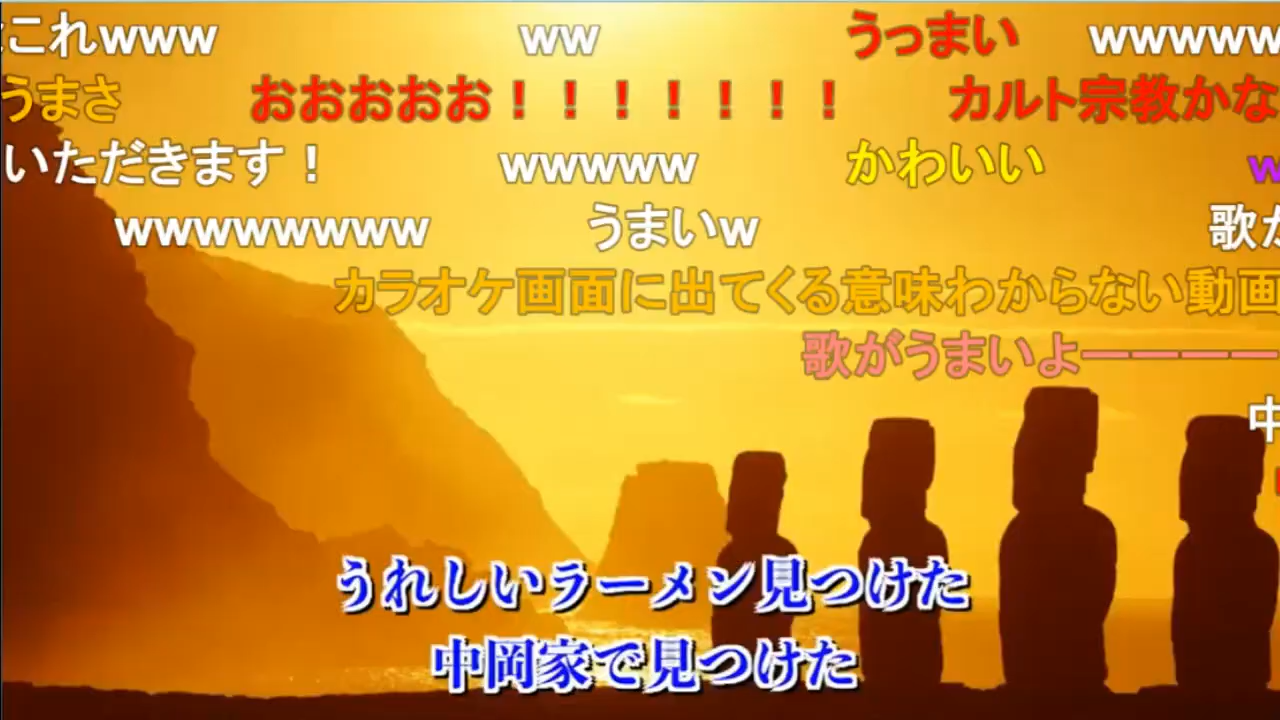 これwww ww うっまい wwwww
うまさ おおおおお！！！！！！！ カルト宗教かな
いただきます！ wwwww かわいい w
wwwwwwwww うまいw 歌が
カラオケ画面に出てくる意味わからない動画
歌がうまいよーーーー
中
うれしいラーメン見つけた
中岡家で見つけた